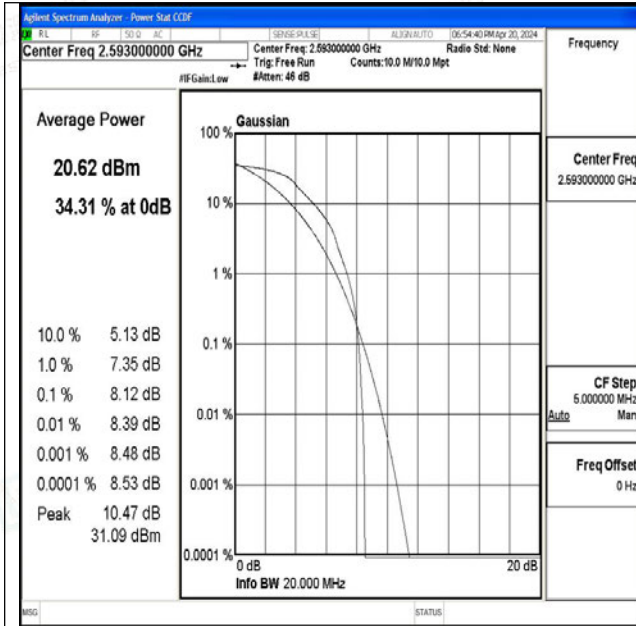 Agilent Spectrum Analyzer - Power Stat CCDF
RL RF 50 Ω AC SENSE:PULSE ALIGNAUTO 06:54:40 PM Apr 20, 2024
Center Freq 2.593000000 GHz
Center Freq: 2.593000000 GHz Radio Std: None
Trig: Free Run Counts:10.0 M/10.0 Mpt
#IFGain:Low #Atten: 46 dB
Frequency
Average Power
20.62 dBm
34.31 % at 0dB
10.0 % 5.13 dB
1.0 % 7.35 dB
0.1 % 8.12 dB
0.01 % 8.39 dB
0.001 % 8.48 dB
0.0001 % 8.53 dB
Peak 10.47 dB
31.09 dBm
Gaussian
100 %
10 %
1 %
0.1 %
0.01 %
0.001 %
0.0001 %
0 dB 20 dB
Info BW 20.000 MHz
Center Freq
2.593000000 GHz
CF Step
5.000000 MHz
Auto Man
Freq Offset
0 Hz
MSG STATUS